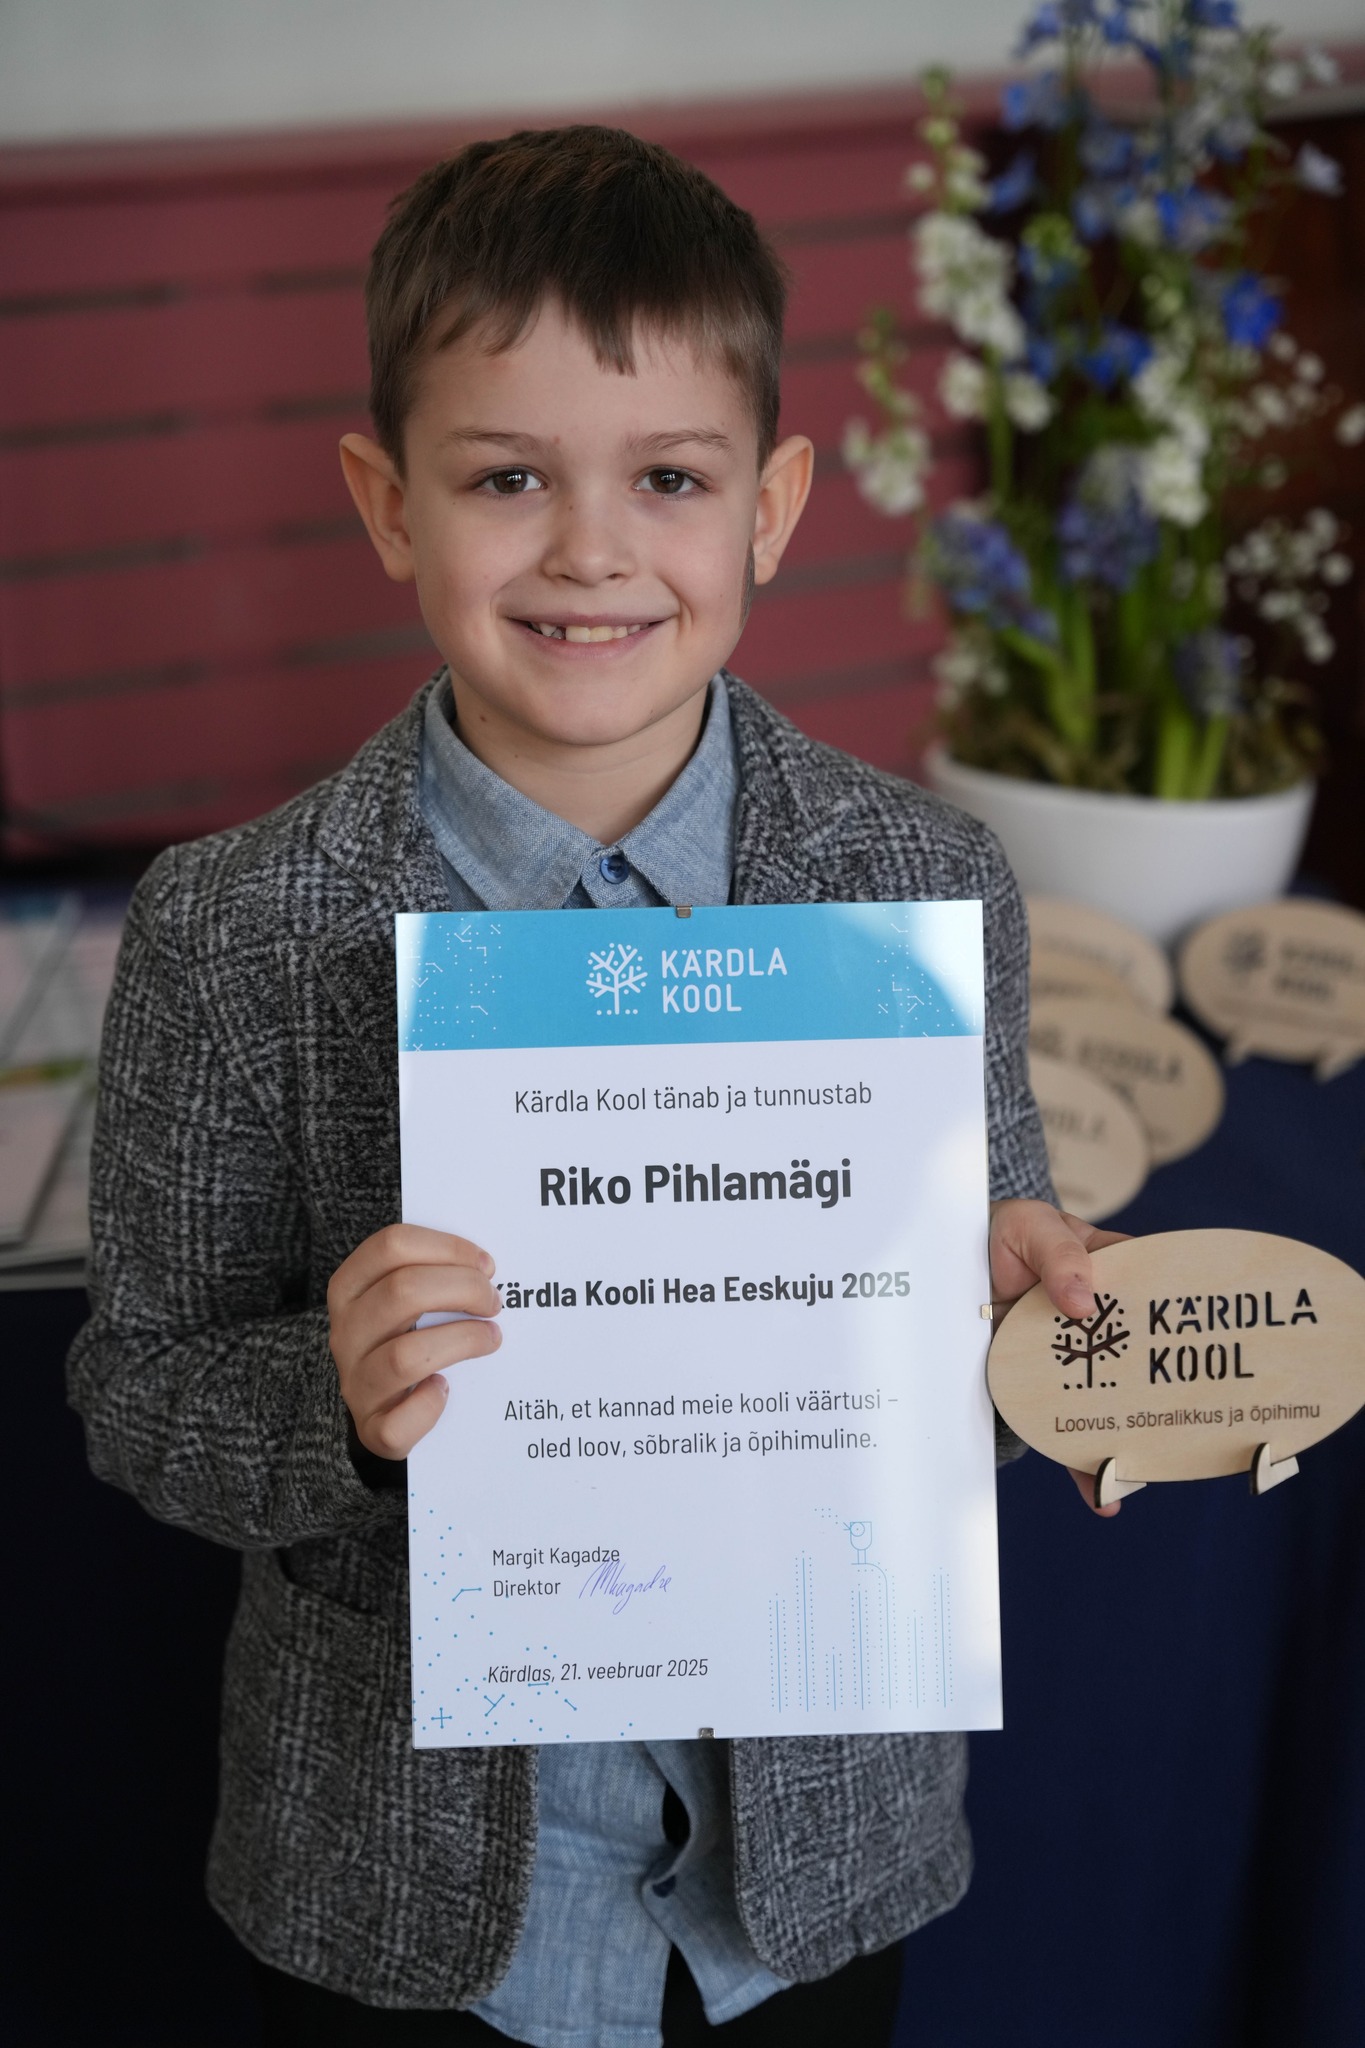 KÄRDLA
KOOL
Kärdla Kool tänab ja tunnustab
Riko Pihlamägi
Kärdla Kooli Hea Eeskuju 2025
Aitäh, et kannad meie kooli väärtusi –
oled loov, sõbralik ja õpihimuline.
Margit Kagadze
Direktor
Kärdlas, 21. veebruar 2025
KÄRDLA
KOOL
Loovus, sõbralikkus ja õpihimu